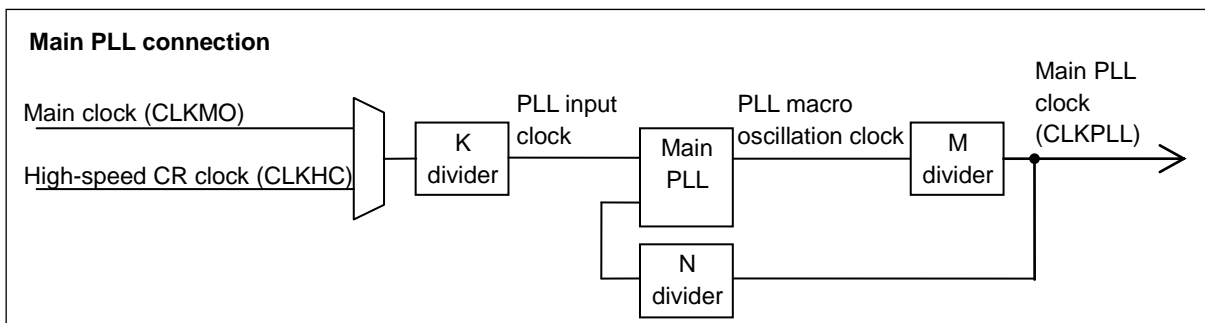 Main PLL connection
Main clock (CLKMO)
High-speed CR clock (CLKHC)
K
divider
PLL input
clock
Main
PLL
PLL macro
oscillation clock
M
divider
Main PLL
clock
(CLKPLL)
N
divider